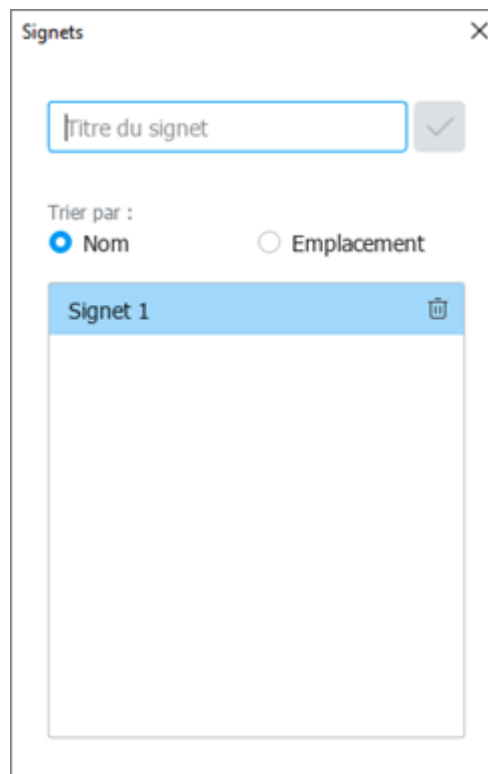 Signets
Titre du signet
Trier par :
Nom
Emplacement
Signet 1